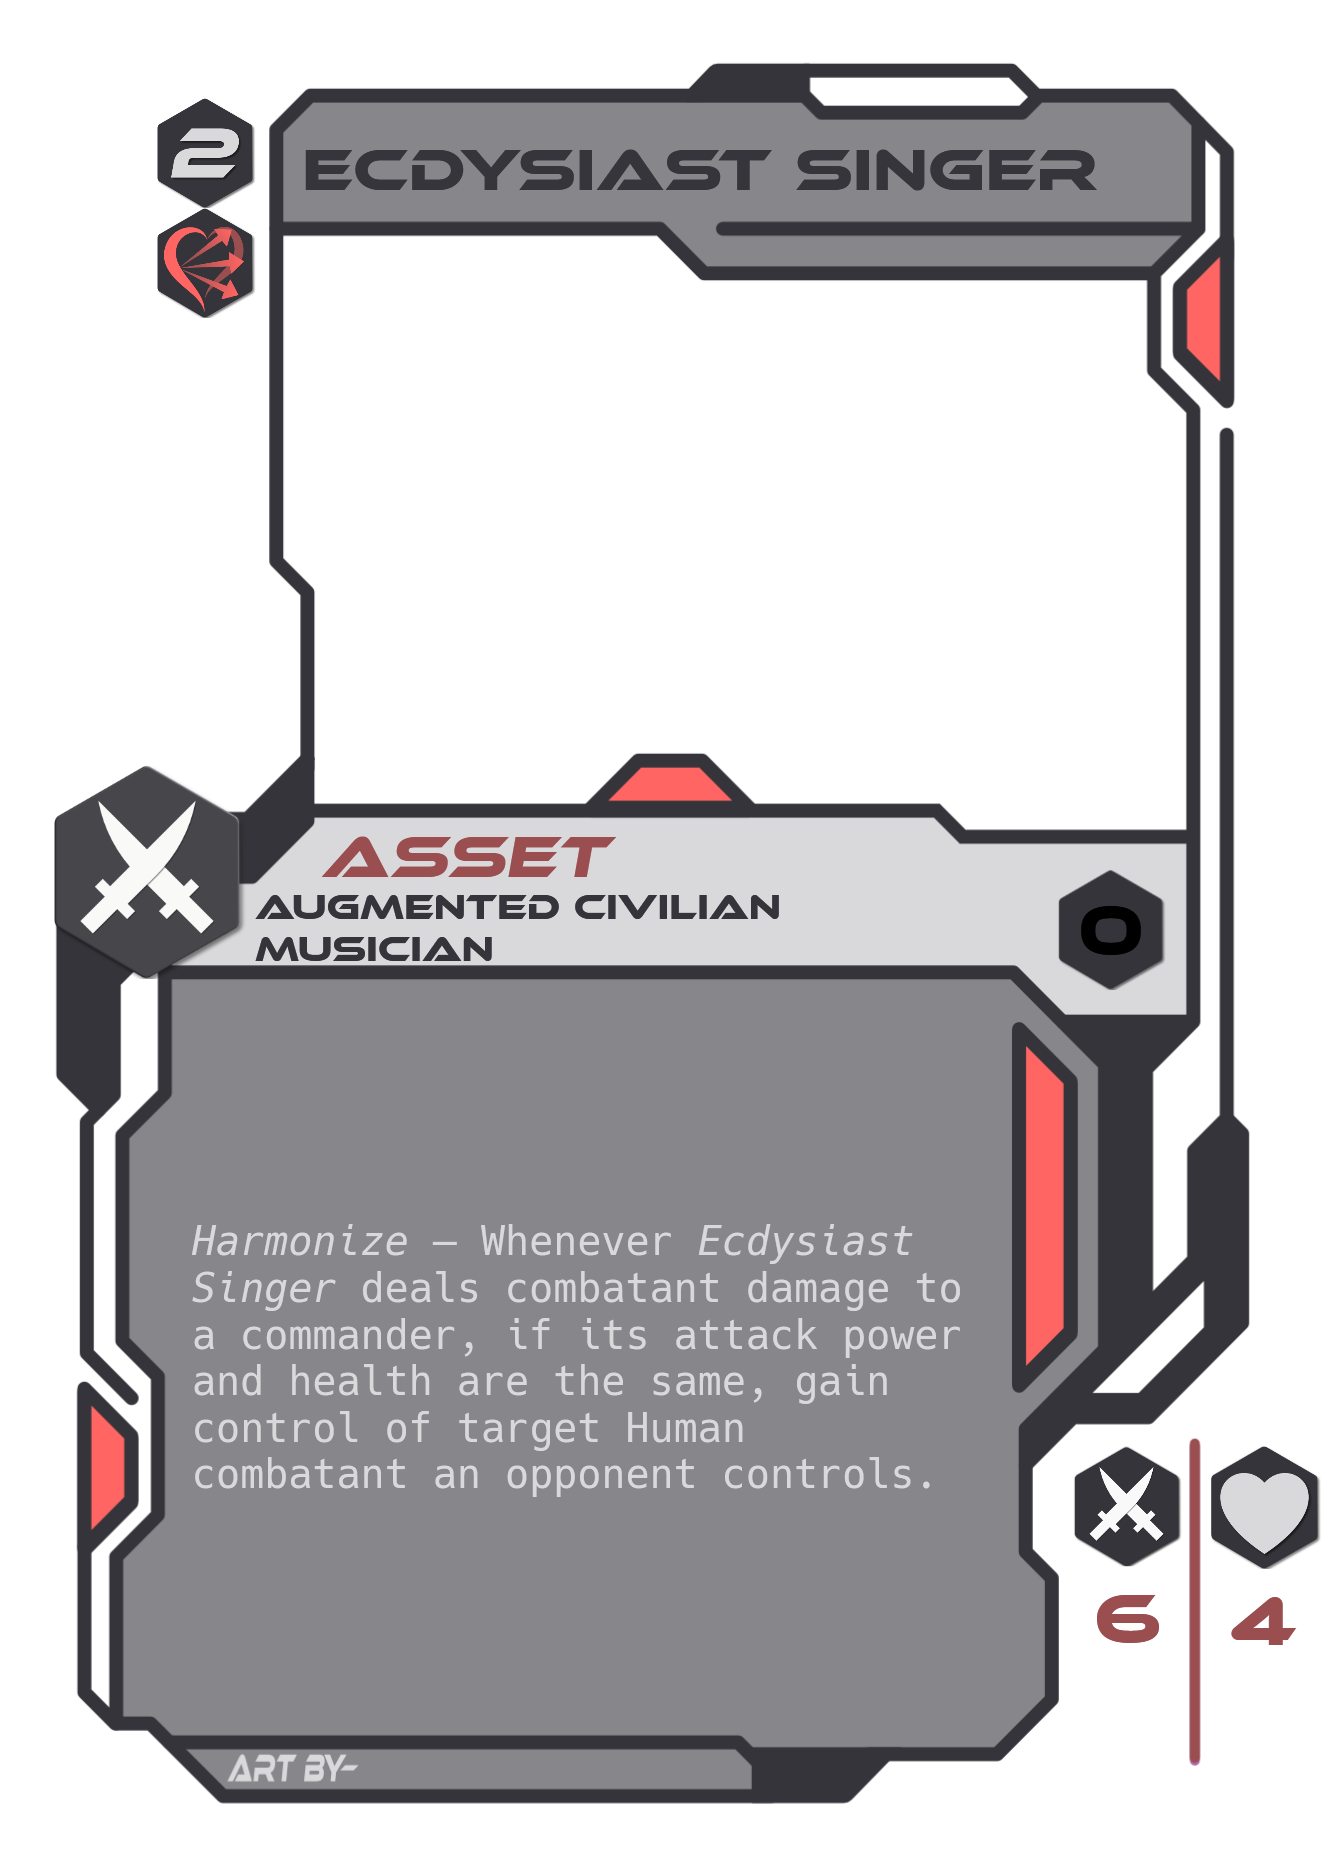 2
ECDYSIAST SINGER
ASSET
AUGMENTED CIVILIAN
MUSICIAN
0
Harmonize — Whenever Ecdysiast
Singer deals combatant damage to
a commander, if its attack power
and health are the same, gain
control of target Human
combatant an opponent controls.
6
4
ART BY-